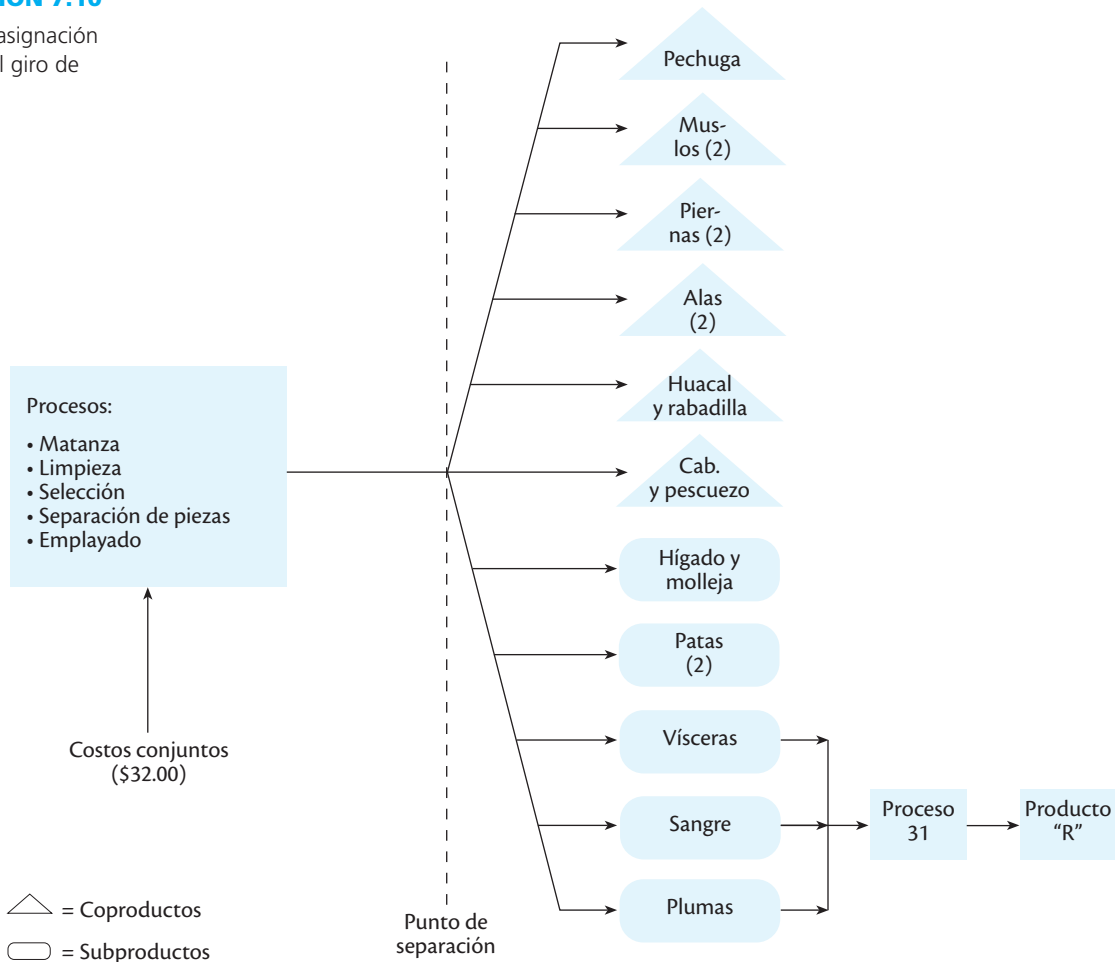 7.10
asignación
l giro de
Pechuga
Mus-
los (2)
Pier-
nas (2)
Alas
(2)
Huacal
y rabadilla
Cab.
y pescuezo
Hígado y
molleja
Patas
(2)
Vísceras
Sangre
Plumas
Procesos:
• Matanza
• Limpieza
• Selección
• Separación de piezas
• Emplayado
Costos conjuntos
($32.00)
Proceso
31
Producto
“R”
Punto de
separación
= Coproductos
= Subproductos